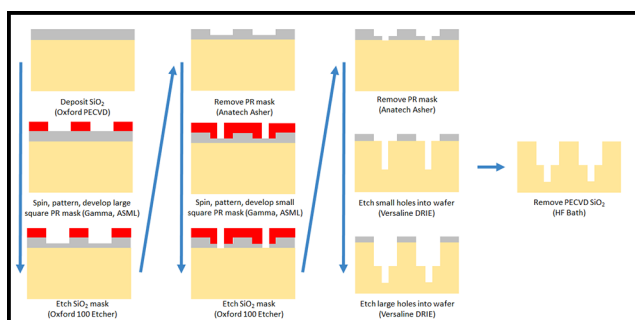 Deposit SiO₂
(Oxford PECVD)
Spin, pattern, develop large
square PR mask (Gamma, ASML)
Etch SiO₂ mask
(Oxford 100 Etcher)
Remove PR mask
(Anatech Asher)
Spin, pattern, develop small
square PR mask (Gamma, ASML)
Etch SiO₂ mask
(Oxford 100 Etcher)
Remove PR mask
(Anatech Asher)
Etch small holes into wafer
(Versaline DRIE)
Etch large holes into wafer
(Versaline DRIE)
Remove PECVD SiO₂
(HF Bath)